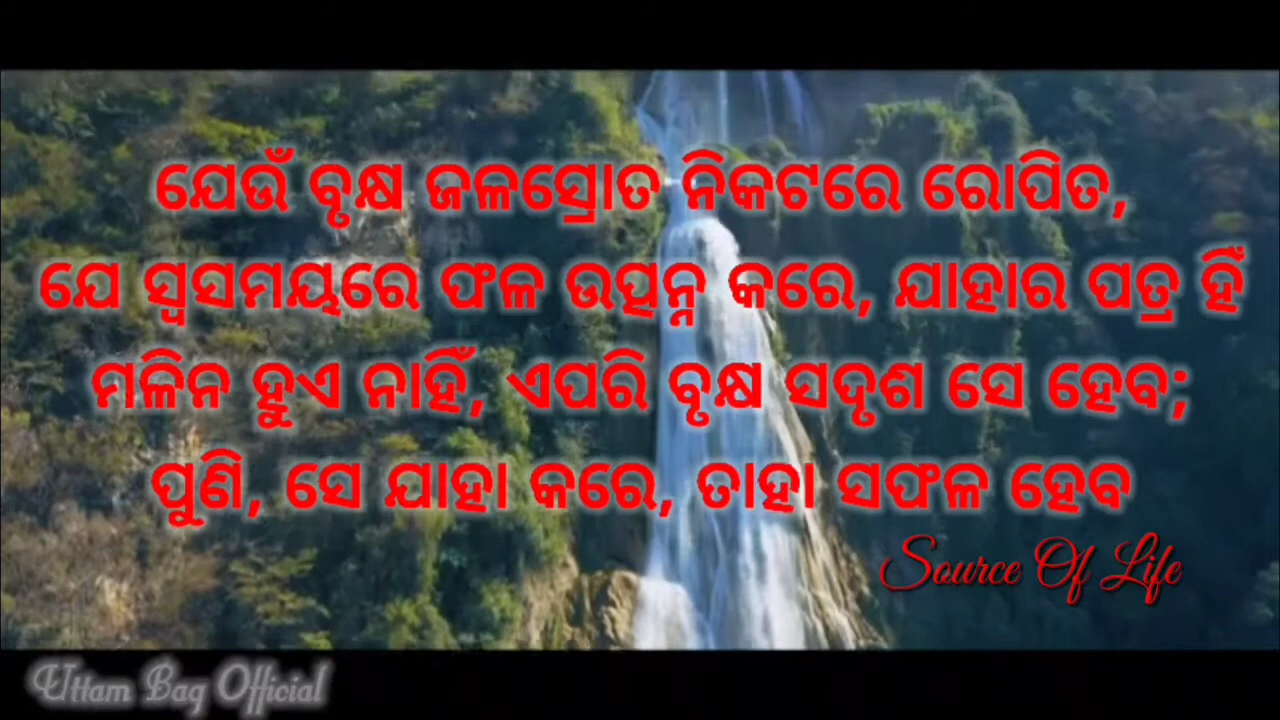 ଯେଉଁ ବୃକ୍ଷ ଜଳସ୍ରୋତ ନିକଟରେ ରୋପିତ,
ଯେ ସ୍ୱସମୟରେ ଫଳ ଉତ୍ପନ୍ନ କରେ, ଯାହାର ପତ୍ର ହିଁ
ମଳିନ ହୁଏ ନାହିଁ, ଏପରି ବୃକ୍ଷ ସଦୃଶ ସେ ହେବ;
ପୁଣି, ସେ ଯାହା କରେ, ତାହା ସଫଳ ହେବ
Source Of Life
Uttam Bag Official